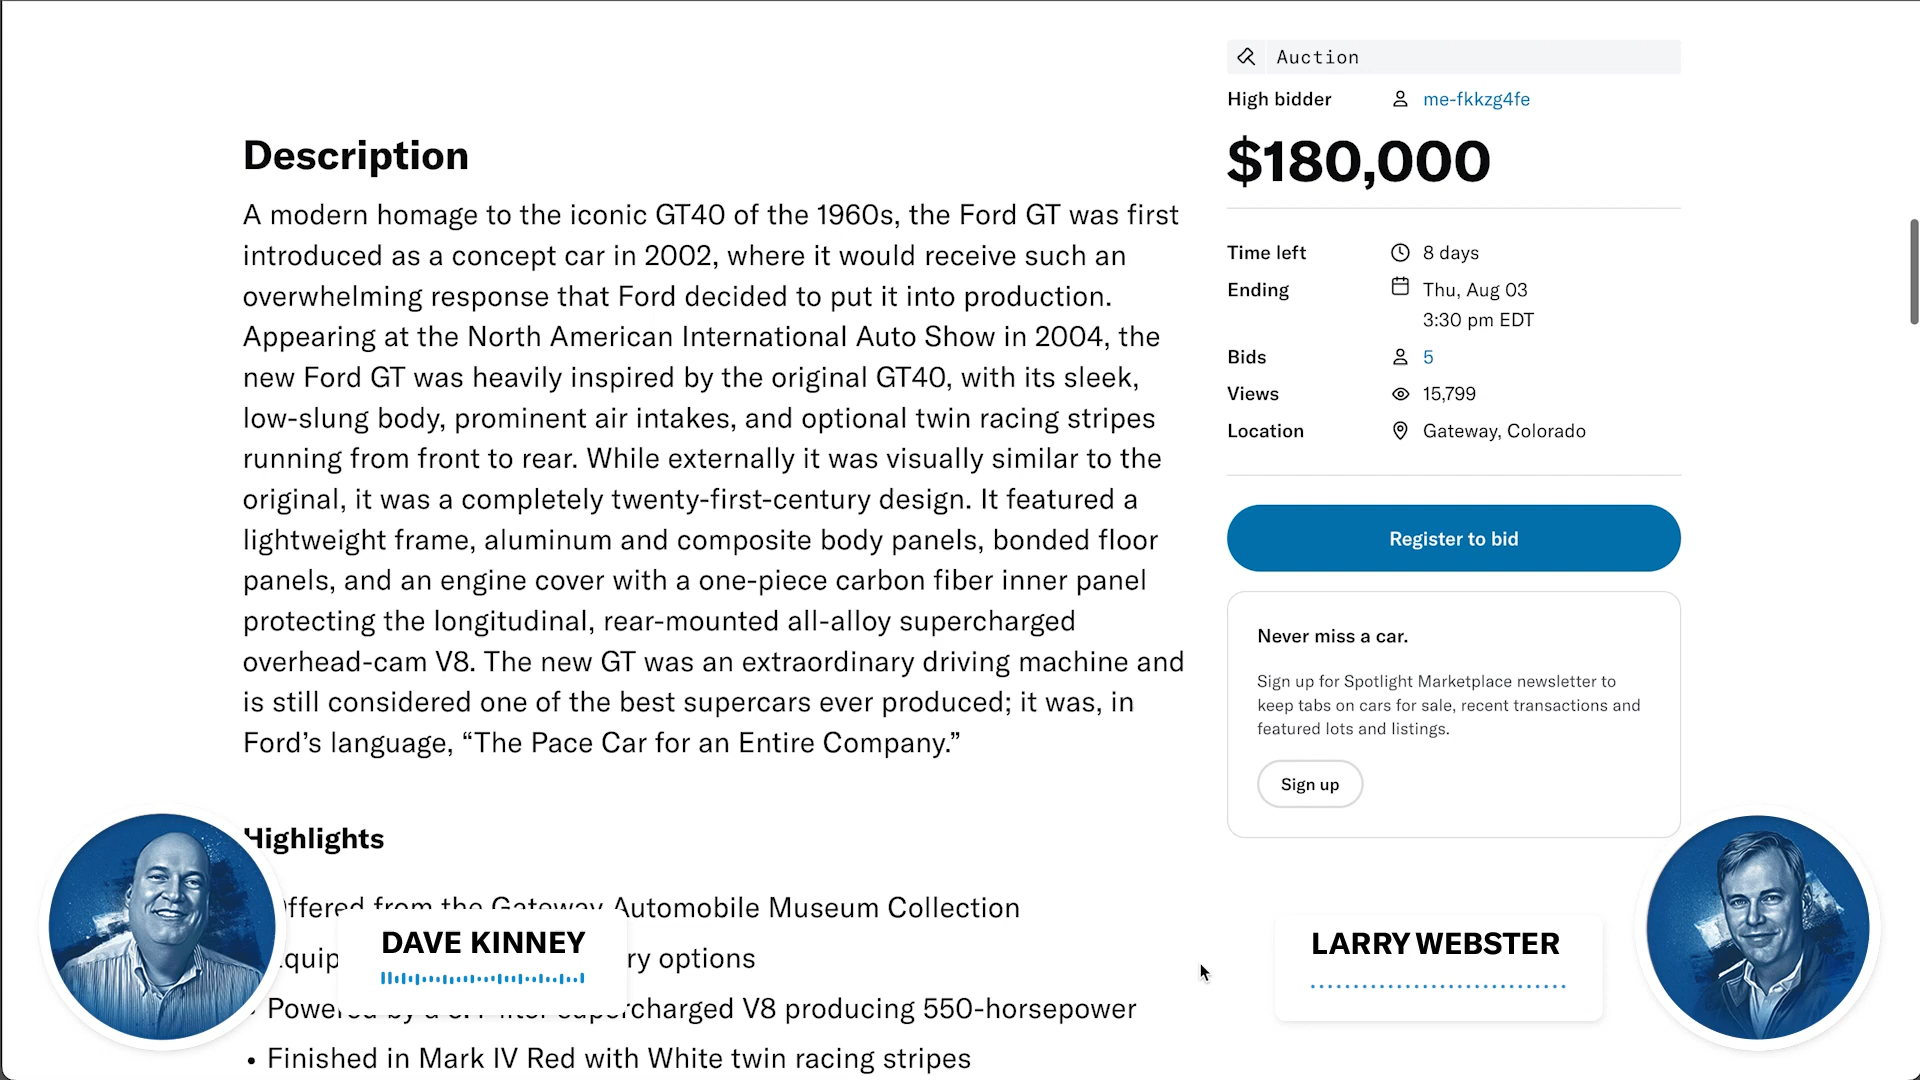 Auction
High bidder me-fkkzg4fe
$180,000
Time left 8 days
Ending Thu, Aug 03
3:30 pm EDT
Bids 5
Views 15,799
Location Gateway, Colorado
Register to bid
Never miss a car.
Sign up for Spotlight Marketplace newsletter to
keep tabs on cars for sale, recent transactions and
featured lots and listings.
Sign up
Description
A modern homage to the iconic GT40 of the 1960s, the Ford GT was first
introduced as a concept car in 2002, where it would receive such an
overwhelming response that Ford decided to put it into production.
Appearing at the North American International Auto Show in 2004, the
new Ford GT was heavily inspired by the original GT40, with its sleek,
low-slung body, prominent air intakes, and optional twin racing stripes
running from front to rear. While externally it was visually similar to the
original, it was a completely twenty-first-century design. It featured a
lightweight frame, aluminum and composite body panels, bonded floor
panels, and an engine cover with a one-piece carbon fiber inner panel
protecting the longitudinal, rear-mounted all-alloy supercharged
overhead-cam V8. The new GT was an extraordinary driving machine and
is still considered one of the best supercars ever produced; it was, in
Ford’s language, “The Pace Car for an Entire Company.”
Highlights
Offered from the Gateway Automobile Museum Collection
options
• Powered by a supercharged V8 producing 550-horsepower
• Finished in Mark IV Red with White twin racing stripes
DAVE KINNEY
LARRY WEBSTER